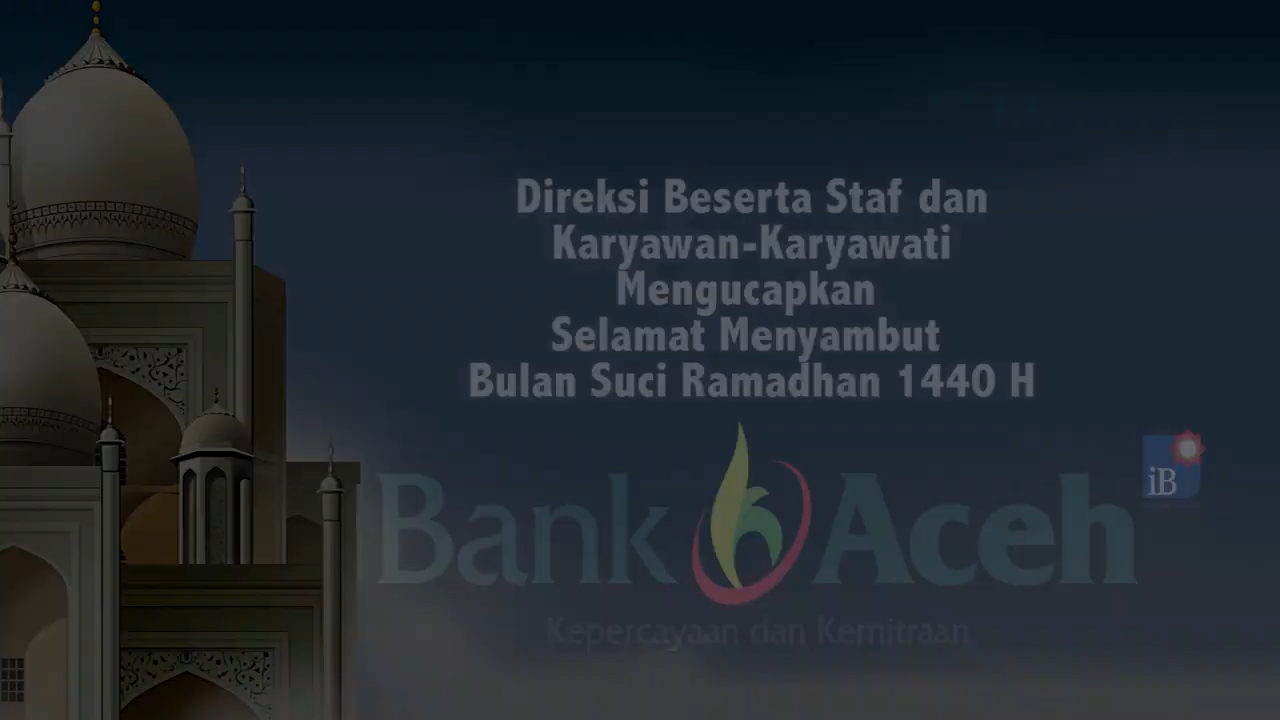 Direksi Beserta Staf dan
Karyawan-Karyawati
Mengucapkan
Selamat Menyambut
Bulan Suci Ramadhan 1440 H
Bank Aceh
iB
Kepercayaan dan Kemitraan